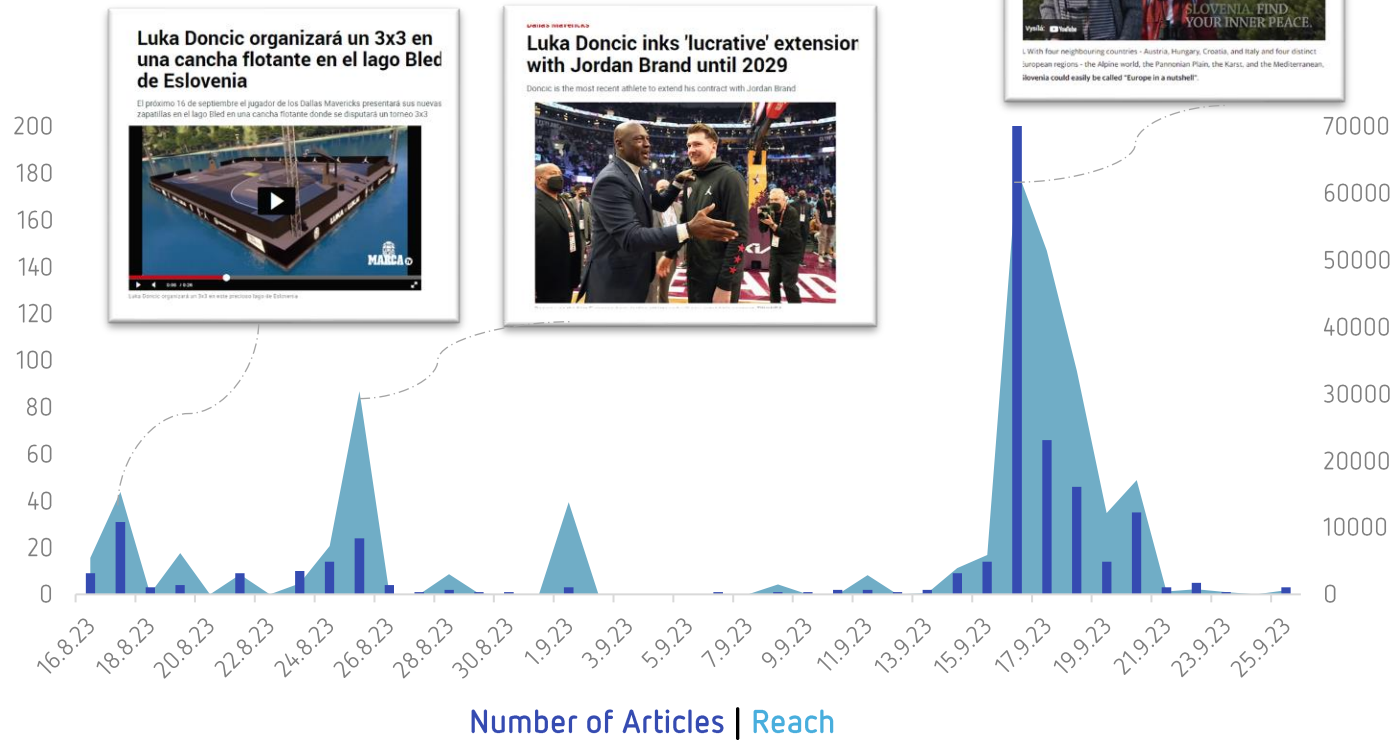 Luka Doncic organizará un 3x3 en
una cancha flotante en el lago Bled
de Eslovenia
El próximo 16 de septiembre el jugador de los Dallas Mavericks presentará sus nuevas
zapatillas en el lago Bled en una cancha flotante donde se disputará un torneo 3x3
MARCA TV
0:00 / 0:26
Luka Doncic organizará un 3x3 en este precioso lago de Eslovenia
Dallas Mavericks
Luka Doncic inks 'lucrative' extension
with Jordan Brand until 2029
Doncic is the most recent athlete to extend his contract with Jordan Brand
SLOVENIA. FIND
YOUR INNER PEACE.
YouTube
. With four neighbouring countries - Austria, Hungary, Croatia, and Italy and four distinct
European regions - the Alpine world, the Pannonian Plain, the Karst, and the Mediterranean,
Slovenia could easily be called "Europe in a nutshell".
200
180
160
140
120
100
80
60
40
20
0
70000
60000
50000
40000
30000
20000
10000
0
16.8.23
18.8.23
20.8.23
22.8.23
24.8.23
26.8.23
28.8.23
30.8.23
1.9.23
3.9.23
5.9.23
7.9.23
9.9.23
11.9.23
13.9.23
15.9.23
17.9.23
19.9.23
21.9.23
23.9.23
25.9.23
Number of Articles | Reach